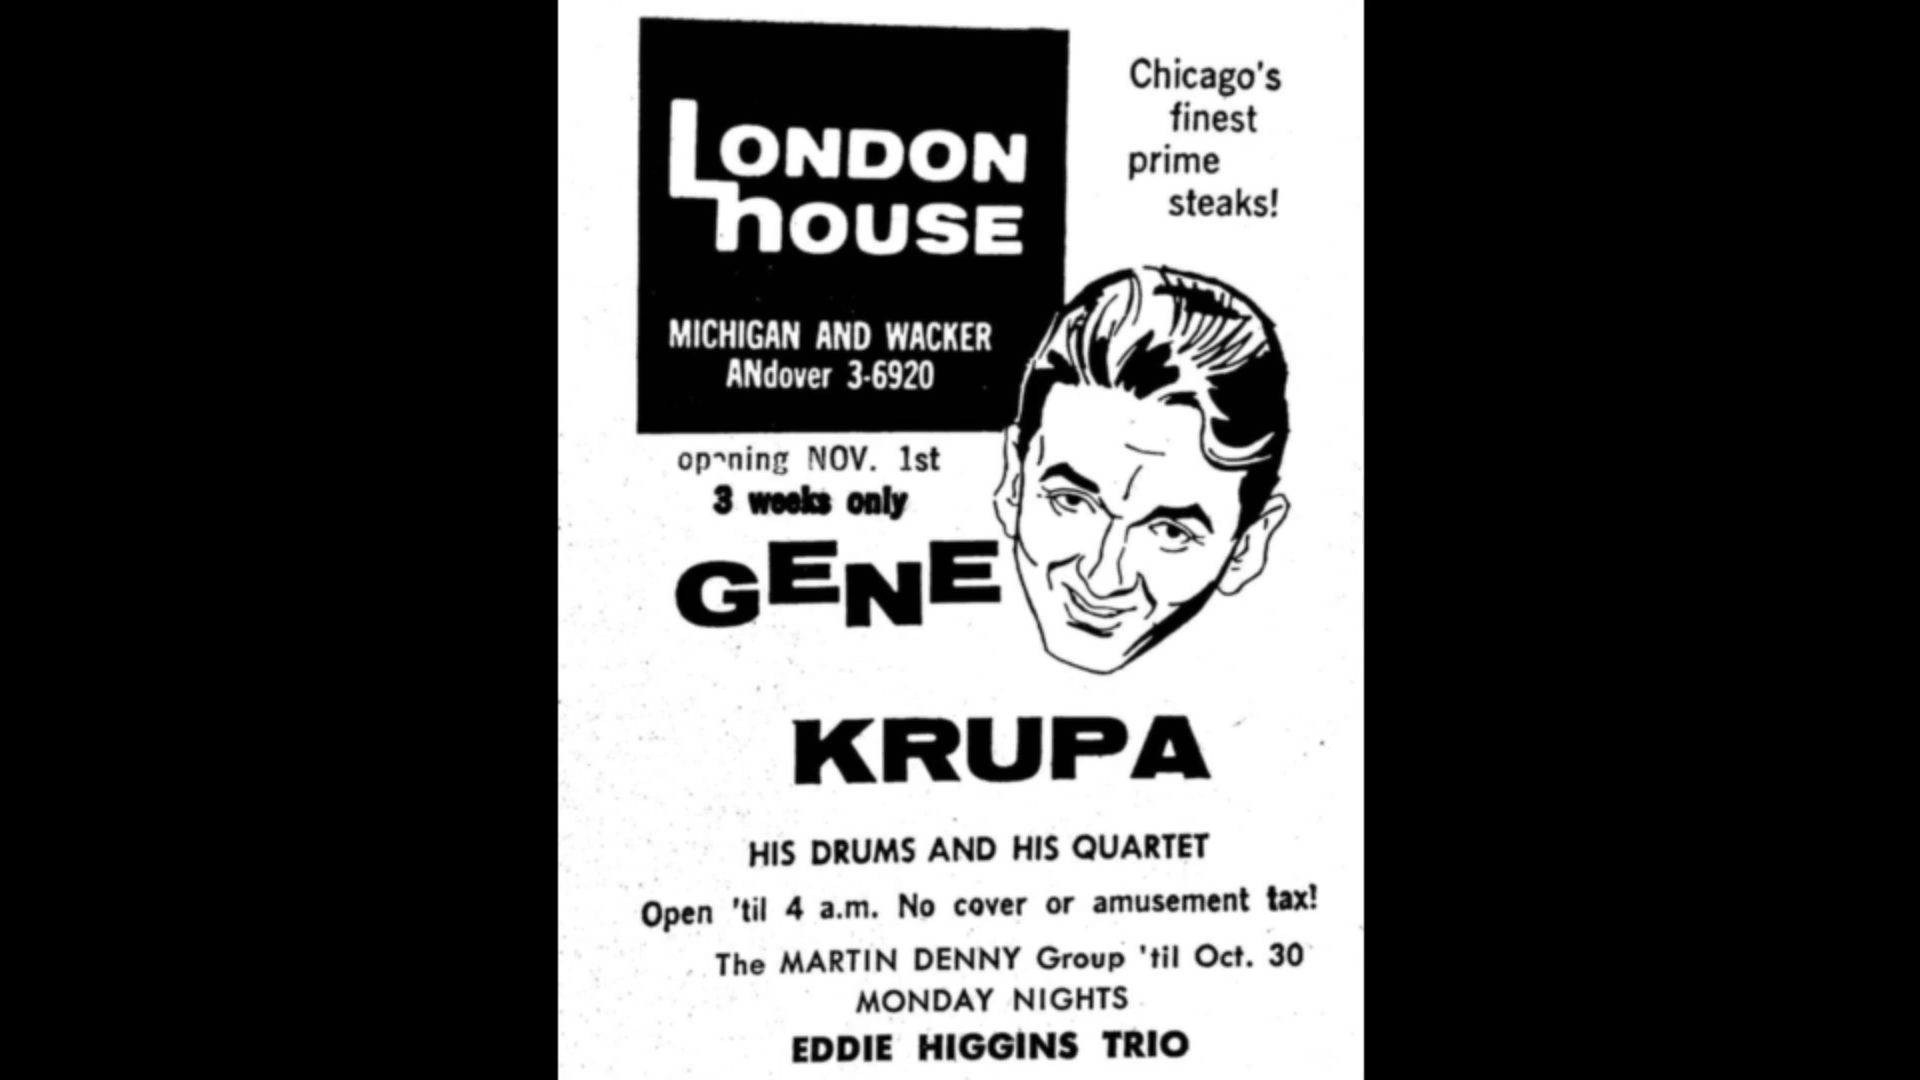 LONDON
hOUSE
MICHIGAN AND WACKER
ANdover 3-6920
Chicago's
finest
prime
steaks!
opening NOV. 1st
3 weeks only
GENE
KRUPA
HIS DRUMS AND HIS QUARTET
Open 'til 4 a.m. No cover or amusement tax!
The MARTIN DENNY Group 'til Oct. 30
MONDAY NIGHTS
EDDIE HIGGINS TRIO